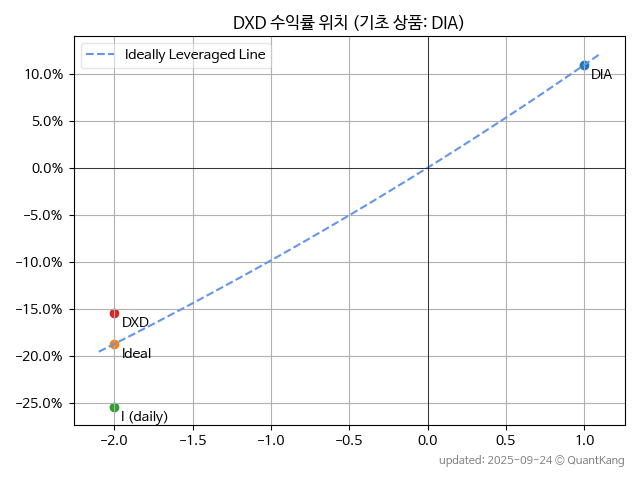 DXD 수익률 위치 (기초 상품: DIA)
Ideally Leveraged Line
10.0%
5.0%
0.0%
−5.0%
−10.0%
−15.0%
−20.0%
−25.0%
DIA
DXD
Ideal
I (daily)
−2.0 −1.5 −1.0 −0.5 0.0 0.5 1.0
updated: 2025-09-24 © QuantKang